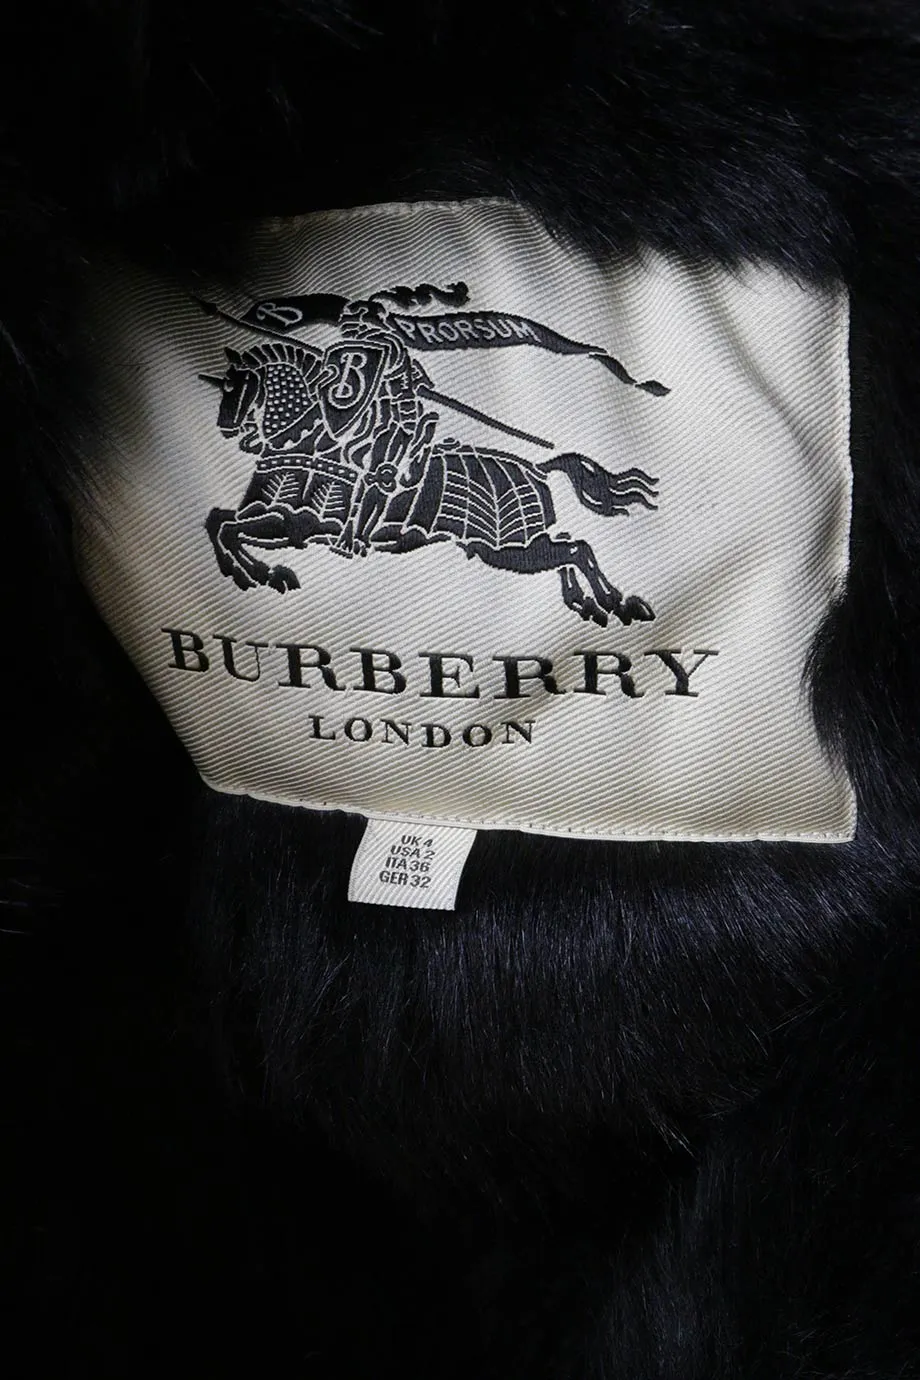 B
PRORSUM
B
BURBERRY
LONDON
UK 4
USA 2
ITA 36
GER 32